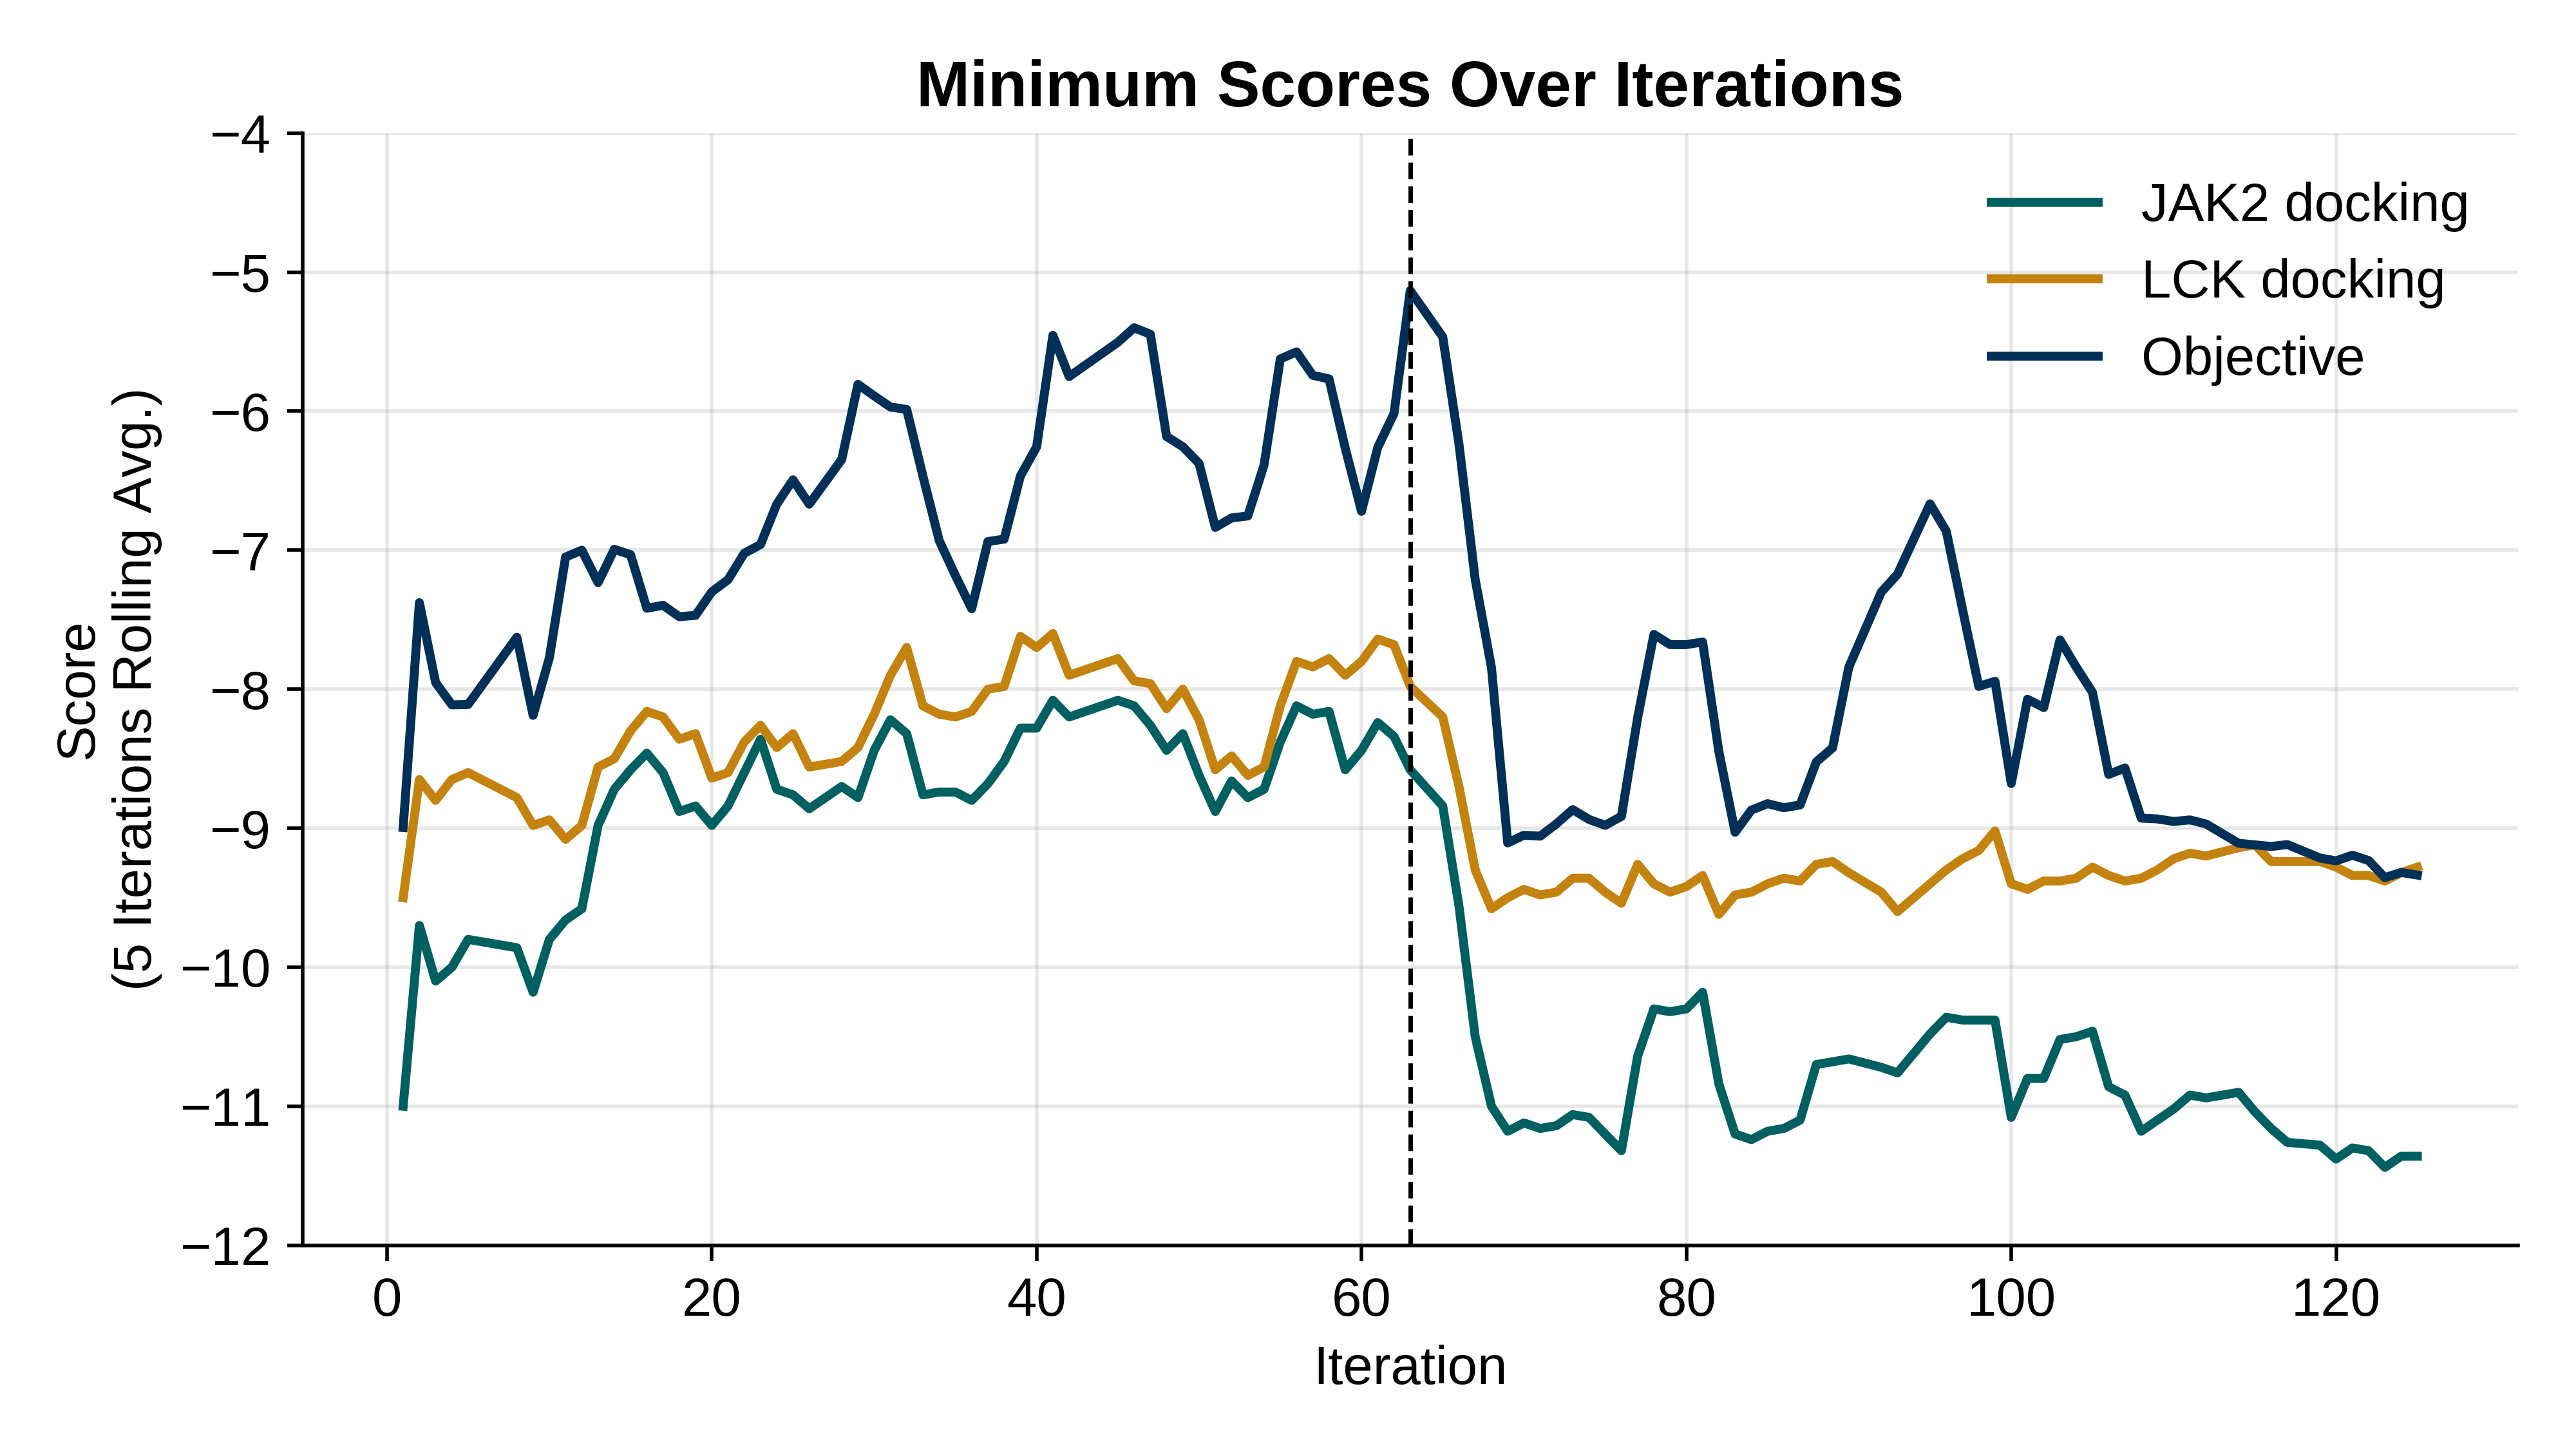 Minimum Scores Over Iterations
−4
−5
−6
−7
−8
−9
−10
−11
−12
Score
(5 Iterations Rolling Avg.)
JAK2 docking
LCK docking
Objective
0 20 40 60 80 100 120
Iteration